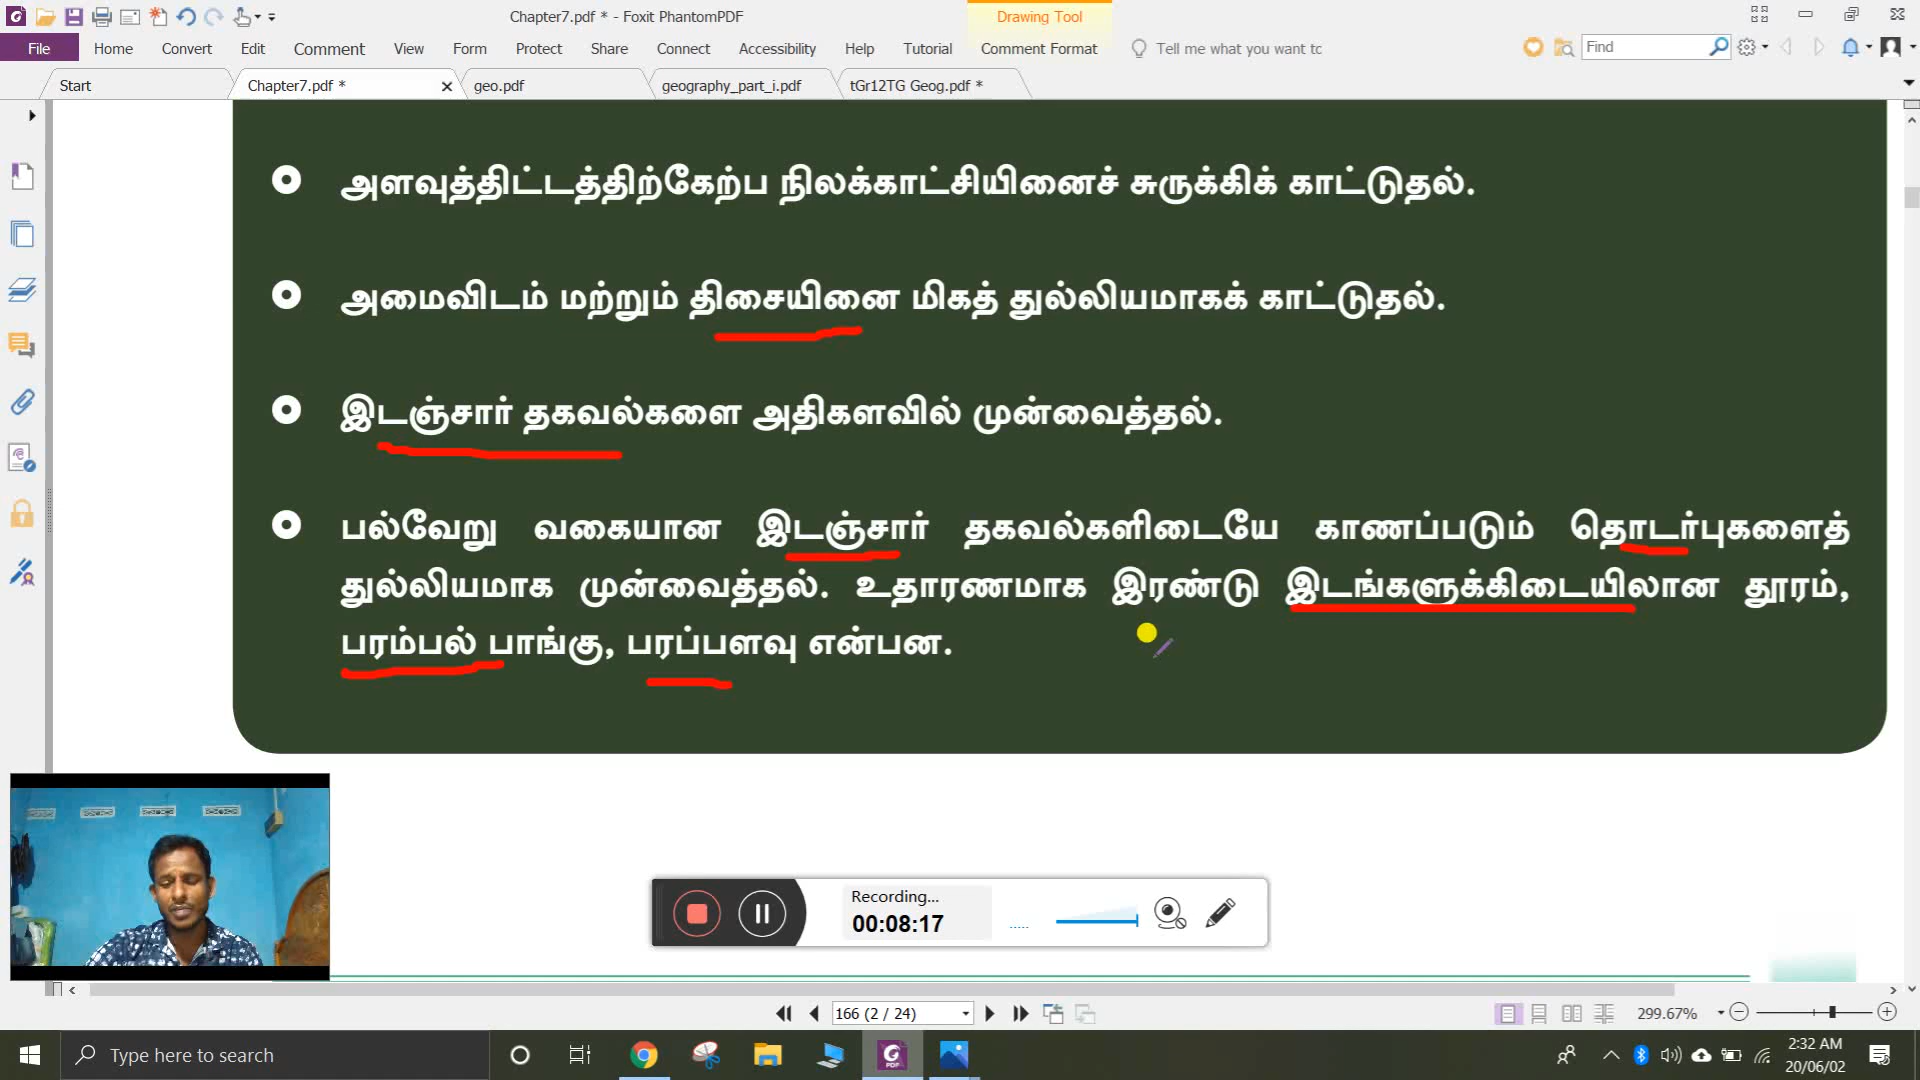 Chapter7.pdf * - Foxit PhantomPDF
Drawing Tool
File Home Convert Edit Comment View Form Protect Share Connect Accessibility Help Tutorial Comment Format Tell me what you want tc Find
Start Chapter7.pdf * geo.pdf geography_part_i.pdf tGr12TG Geog.pdf *
அளவுத்திட்டத்திற்கேற்ப நிலக்காட்சியினைச் சுருக்கிக் காட்டுதல்.
அமைவிடம் மற்றும் திசையினை மிகத் துல்லியமாகக் காட்டுதல்.
இடஞ்சார் தகவல்களை அதிகளவில் முன்வைத்தல்.
பல்வேறு வகையான இடஞ்சார் தகவல்களிடையே காணப்படும் தொடர்புகளைத்
துல்லியமாக முன்வைத்தல். உதாரணமாக இரண்டு இடங்களுக்கிடையிலான தூரம்,
பரம்பல் பாங்கு, பரப்பளவு என்பன.
Recording...
00:08:17
166 (2 / 24) 299.67%
Type here to search
2:32 AM
20/06/02